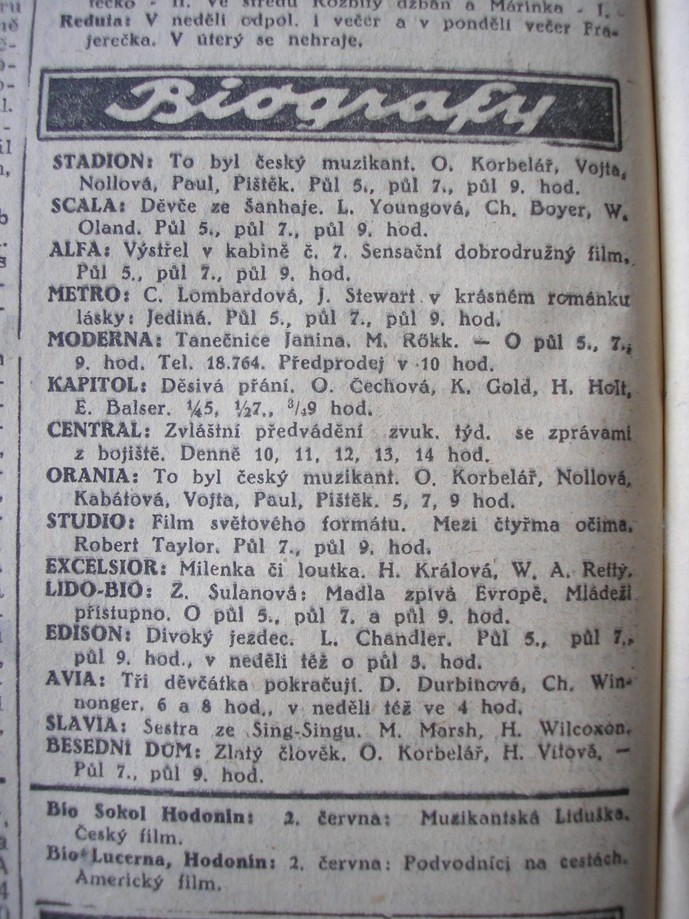 II. Ve středu Rozbitý džbán a Mařinka - I.
Reduta: V neděli odpol. i večer a v pondělí večer Fra-
jerečka. V úterý se nehraje.
Biografy
STADION: To byl český muzikant. O. Korbelář, Vojta,
Nollová, Paul, Pištěk. Půl 5., půl 7., půl 9. hod.
SCALA: Děvče ze Šanhaje. L. Youngová, Ch. Boyer, W.
Oland. Půl 5., půl 7., půl 9. hod.
ALFA: Výstřel v kabině č. 7. Sensační dobrodružný film.
Půl 5., půl 7., půl 9. hod.
METRO: C. Lombardová, J. Stewart v krásném románku
lásky: Jediná. Půl 5., půl 7., půl 9. hod.
MODERNA: Tanečnice Janina. M. Rökk. — O půl 5., 7.,
9. hod. Tel. 18.764. Předprodej v 10 hod.
KAPITOL: Děsivá přání. O. Čechová, K. Gold, H. Holt,
E. Balser. ¼5, ½7., ¾9 hod.
CENTRAL: Zvláštní předvádění zvuk. týd. se zprávami
z bojiště. Denně 10, 11, 12, 13, 14 hod.
ORANIA: To byl český muzikant. O. Korbelář, Nollová,
Kabátová, Vojta, Paul, Pištěk. 5, 7, 9 hod.
STUDIO: Film světového formátu. Mezi čtyřma očima.
Robert Taylor. Půl 7., půl 9. hod.
EXCELSIOR: Milenka či loutka. H. Králová, W. A. Retty.
LIDO-BIO: Z. Sulanová: Madla zpívá Evropě. Mládeži
přístupno. O půl 5., půl 7. a půl 9. hod.
EDISON: Divoký jezdec. L. Chandler. Půl 5., půl 7.,
půl 9. hod., v neděli též o půl 3. hod.
AVIA: Tři děvčátka pokračují. D. Durbinová, Ch. Win-
nonger. 6 a 8 hod., v neděli též ve 4 hod.
SLAVIA: Sestra ze Sing-Singu. M. Marsh, H. Wilcoxon.
BESEDNÍ DŮM: Zlatý člověk. O. Korbelář, H. Vítová. —
Půl 7., půl 9. hod.
Bio Sokol Hodonín: 2. června: Muzikantská Liduška.
Český film.
Bio Lucerna, Hodonín: 2. června: Podvodníci na cestách.
Americký film.